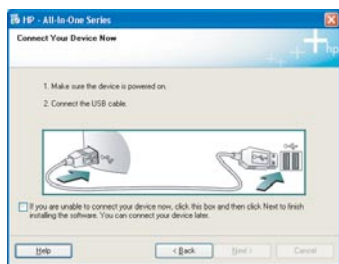 HP - All-In-One Series
Connect Your Device Now
hp
1. Make sure the device is powered on.
2. Connect the USB cable.
If you are unable to connect your device now, click this box and then click Next to finish
installing the software. You can connect your device later.
Help
< Back
Next >
Cancel